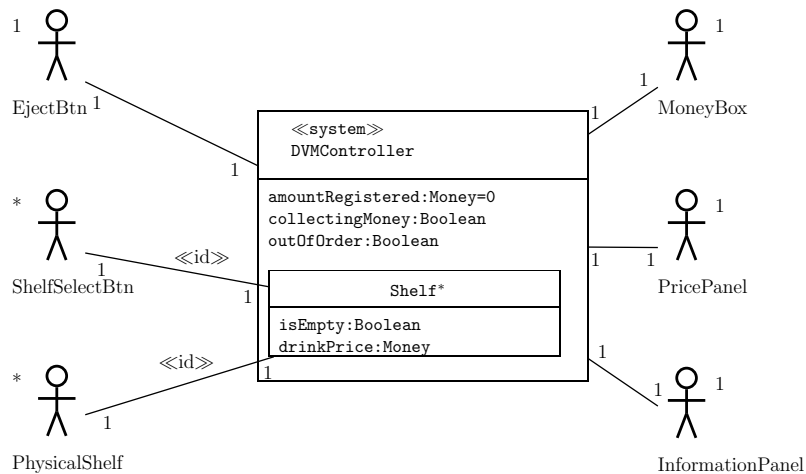 1
EjectBtn
1
1
*
ShelfSelectBtn
1
≪id≫
1
*
PhysicalShelf
1
≪id≫
1
≪system≫
DVMController
amountRegistered:Money=0
collectingMoney:Boolean
outOfOrder:Boolean
Shelf*
isEmpty:Boolean
drinkPrice:Money
1
MoneyBox
1
1
1
PricePanel
1
1
1
InformationPanel
1
1